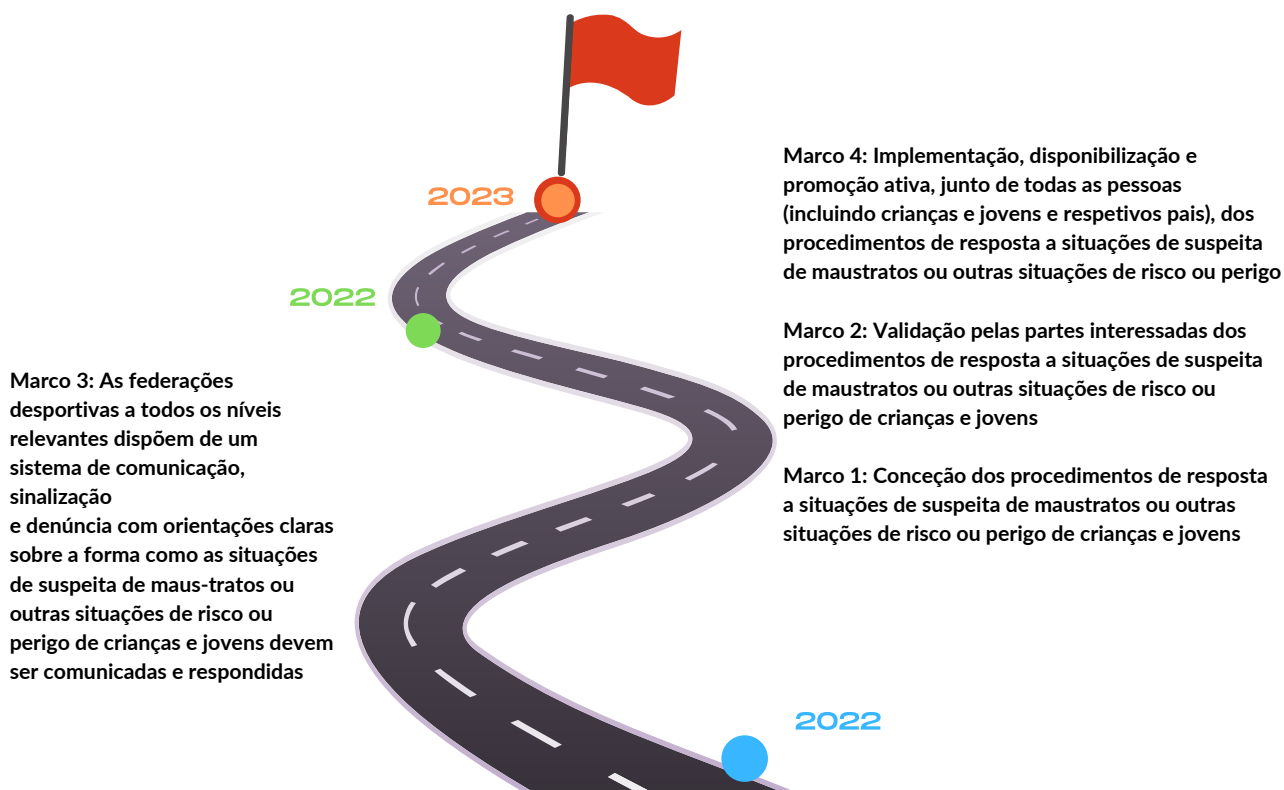 2023
Marco 4: Implementação, disponibilização e
promoção ativa, junto de todas as pessoas
(incluindo crianças e jovens e respetivos pais), dos
procedimentos de resposta a situações de suspeita
de maustratos ou outras situações de risco ou perigo
2022
Marco 2: Validação pelas partes interessadas dos
procedimentos de resposta a situações de suspeita
de maustratos ou outras situações de risco ou
perigo de crianças e jovens
Marco 3: As federações
desportivas a todos os níveis
relevantes dispõem de um
sistema de comunicação,
sinalização
e denúncia com orientações claras
sobre a forma como as situações
de suspeita de maus-tratos ou
outras situações de risco ou
perigo de crianças e jovens devem
ser comunicadas e respondidas
Marco 1: Conceção dos procedimentos de resposta
a situações de suspeita de maustratos ou outras
situações de risco ou perigo de crianças e jovens
2022